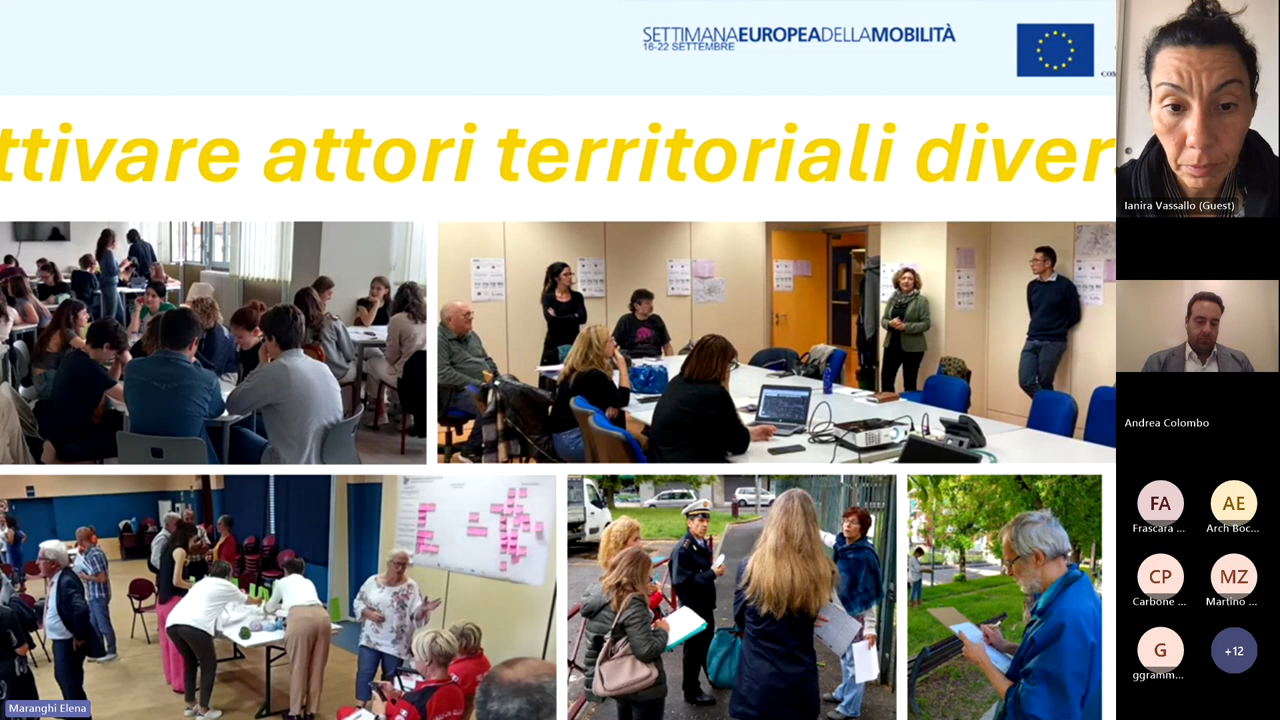 SETTIMANAEUROPEADELLAMOBILITÀ
16-22 SETTEMBRE
ttivare attori territoriali diver
Ianira Vassallo (Guest)
Andrea Colombo
FA
AE
Frascara ...
Arch Boc...
CP
MZ
Carbone ...
Martino ...
G
+12
ggramm...
Maranghi Elena